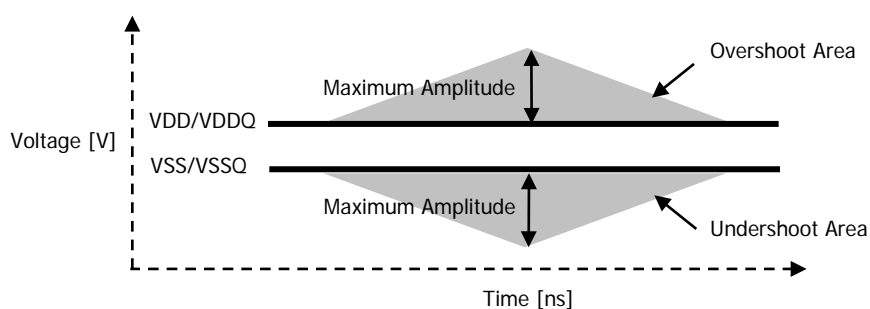 Overshoot Area
Maximum Amplitude
VDD/VDDQ
Voltage [V]
VSS/VSSQ
Maximum Amplitude
Undershoot Area
Time [ns]